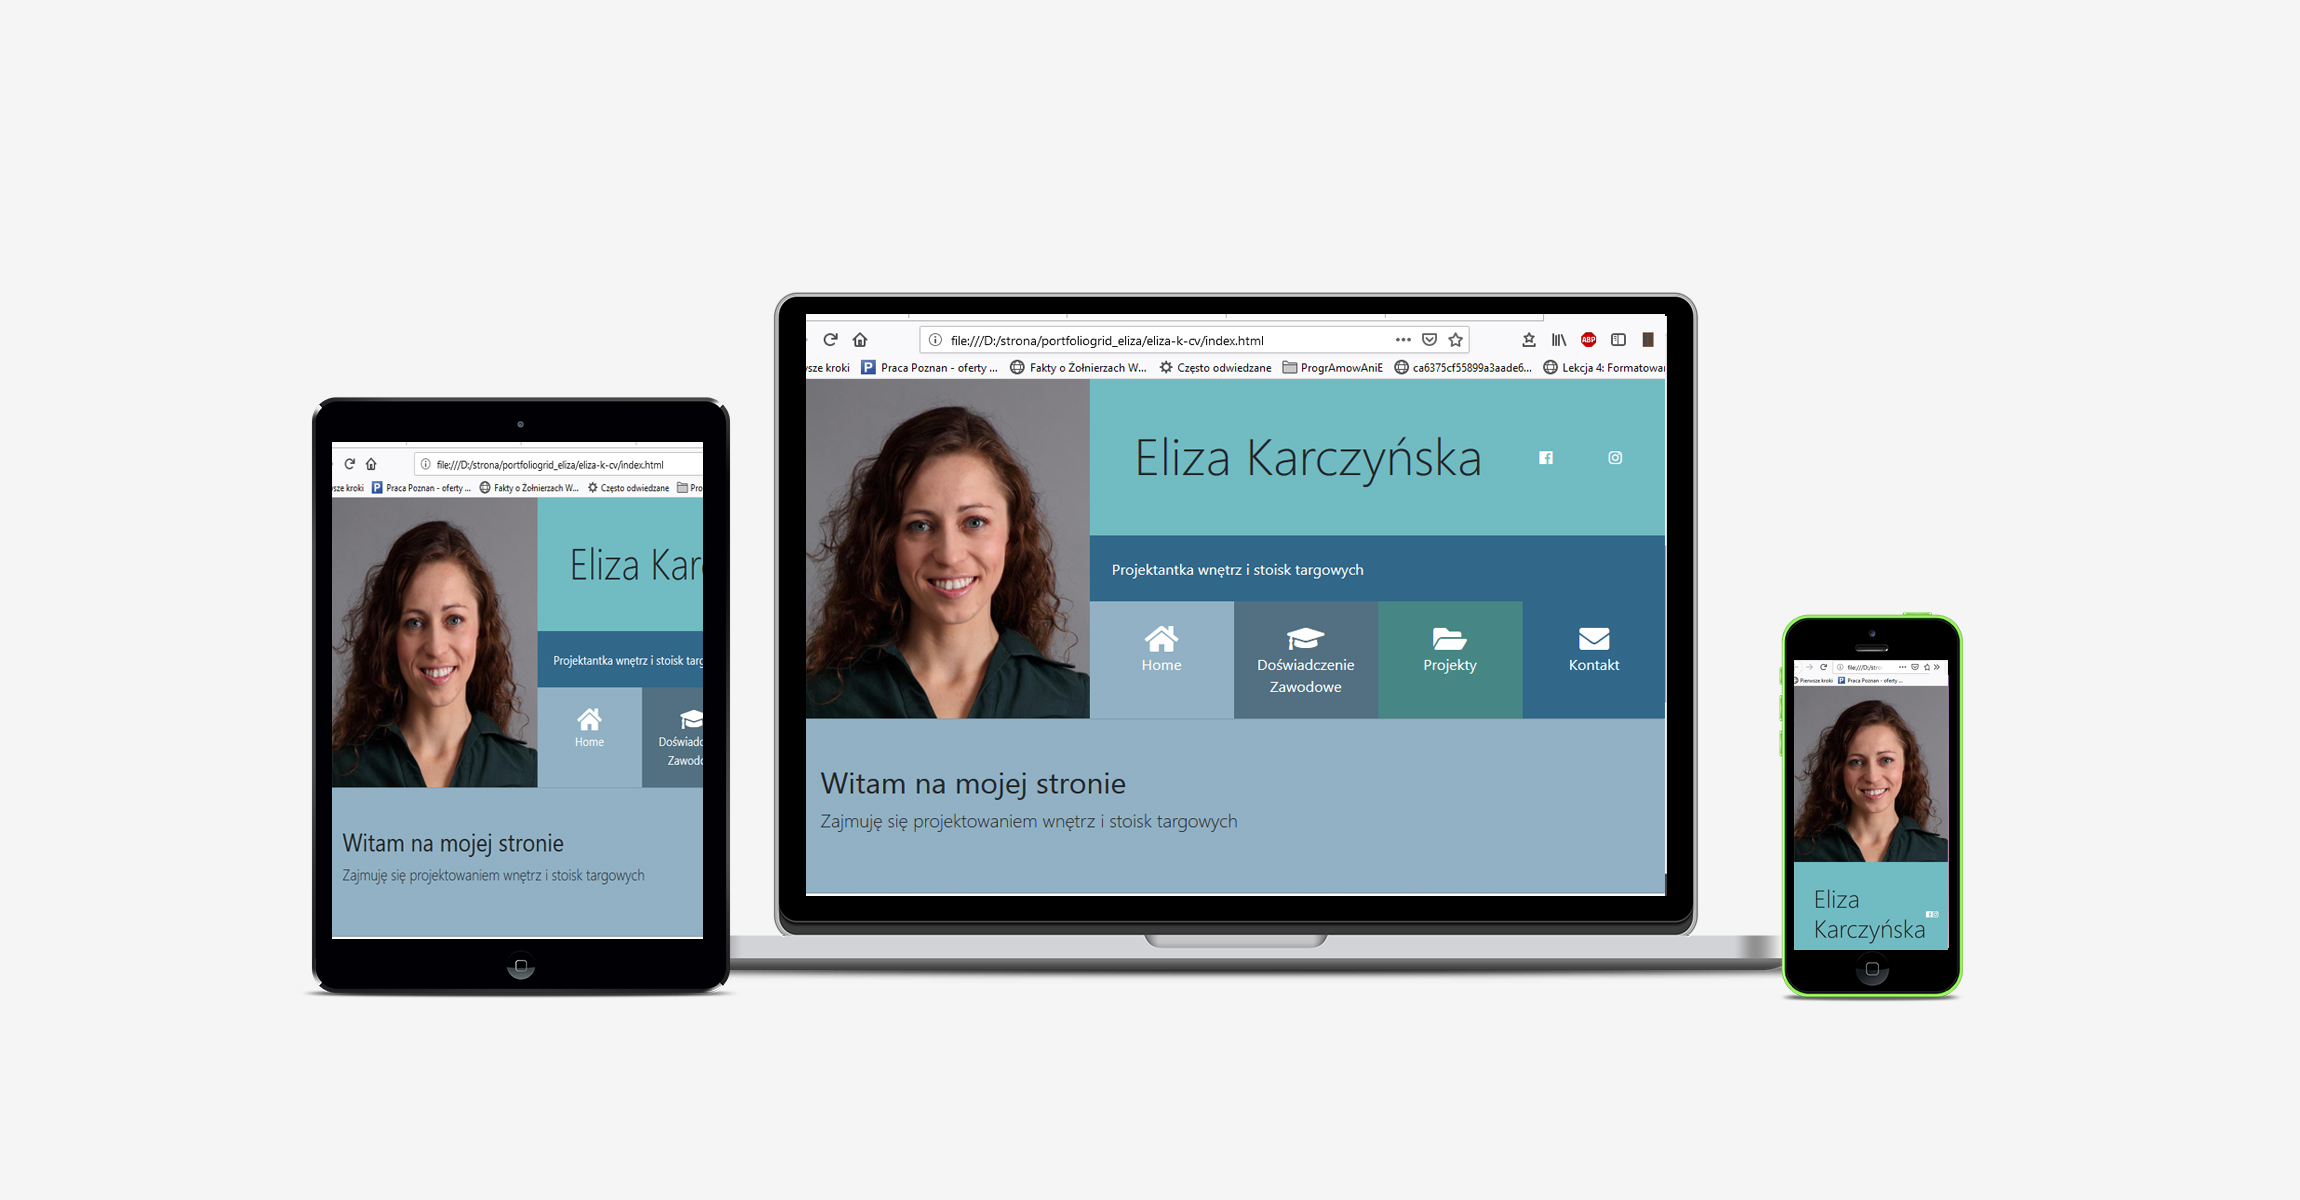 file:///D:/strona/portfoliogrid_eliza/eliza-k-cv/index.html
sze kroki Praca Poznan - oferty ... Fakty o Żołnierzach W... Często odwiedzane Pro
Eliza Kar
Projektantka wnętrz i stoisk targ
Home
Doświadc
Zawodo
Witam na mojej stronie
Zajmuję się projektowaniem wnętrz i stoisk targowych
file:///D:/strona/portfoliogrid_eliza/eliza-k-cv/index.html
ABP
sze kroki Praca Poznan - oferty ... Fakty o Żołnierzach W... Często odwiedzane ProgrAmowAniE ca6375cf55899a3aade6... Lekcja 4: Formatowan
Eliza Karczyńska
Projektantka wnętrz i stoisk targowych
Home
Doświadczenie
Zawodowe
Projekty
Kontakt
Witam na mojej stronie
Zajmuję się projektowaniem wnętrz i stoisk targowych
file:///D:/stro
Pierwsze kroki Praca Poznan - oferty ...
Eliza
Karczyńska